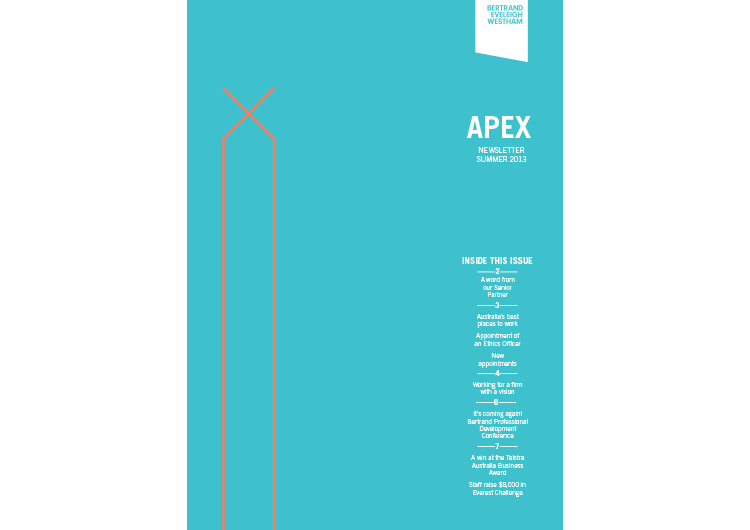 BERTRAND
EVELEIGH
WESTHAM
APEX
NEWSLETTER
SUMMER 2013
INSIDE THIS ISSUE
2
A word from
our Senior
Partner
3
Australia's best
places to work
Appointment of
an Ethics Officer
New
appointments
4
Working for a firm
with a vision
6
It's coming again!
Bertrand Professional
Development
Conference
7
A win at the Telstra
Australia Business
Award
Staff raise $8,000 in
Everest Challenge